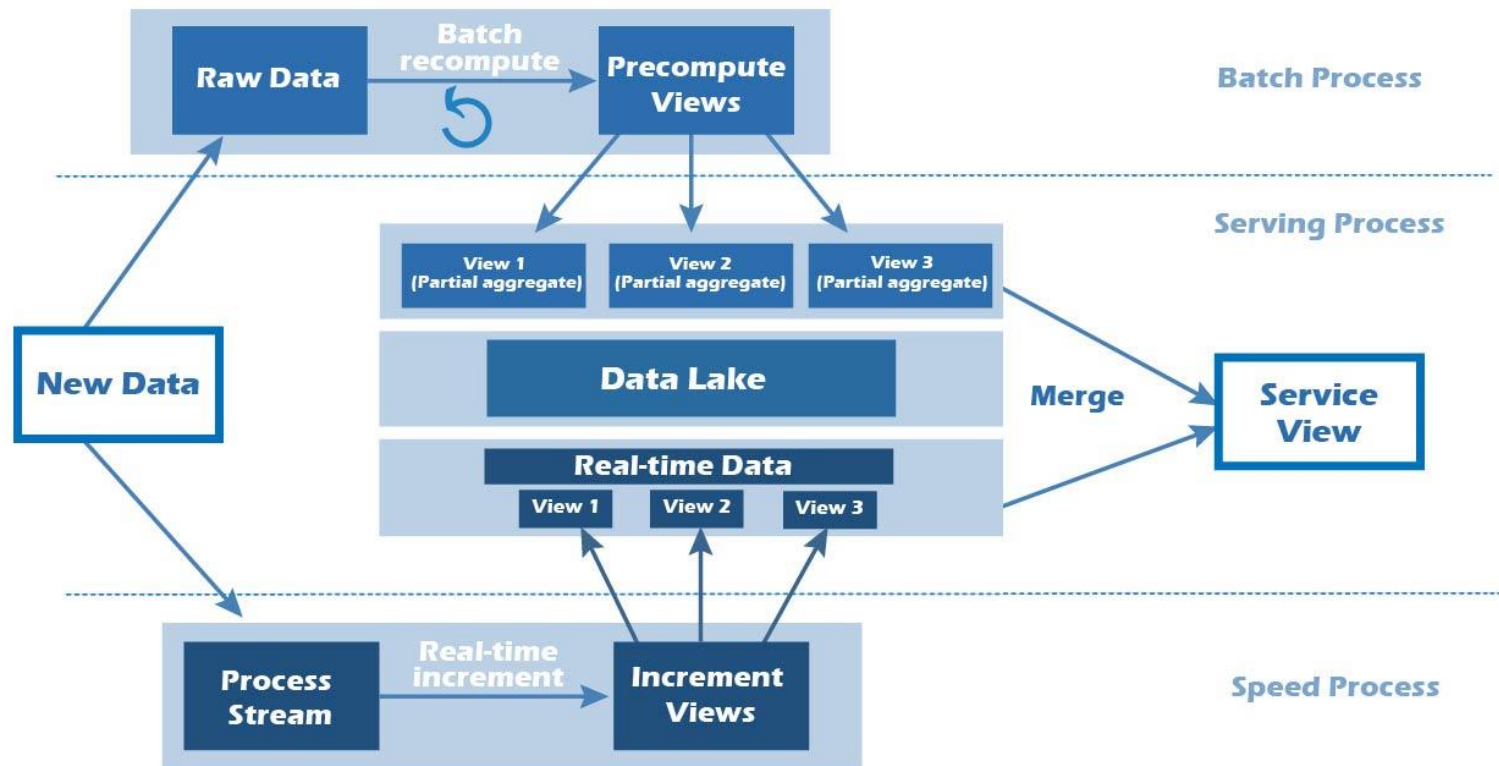 Batch
recompute
Raw Data
Precompute
Views
Batch Process
Serving Process
View 1
(Partial aggregate)
View 2
(Partial aggregate)
View 3
(Partial aggregate)
New Data
Data Lake
Merge
Service
View
Real-time Data
View 1
View 2
View 3
Process
Stream
Real-time
increment
Increment
Views
Speed Process